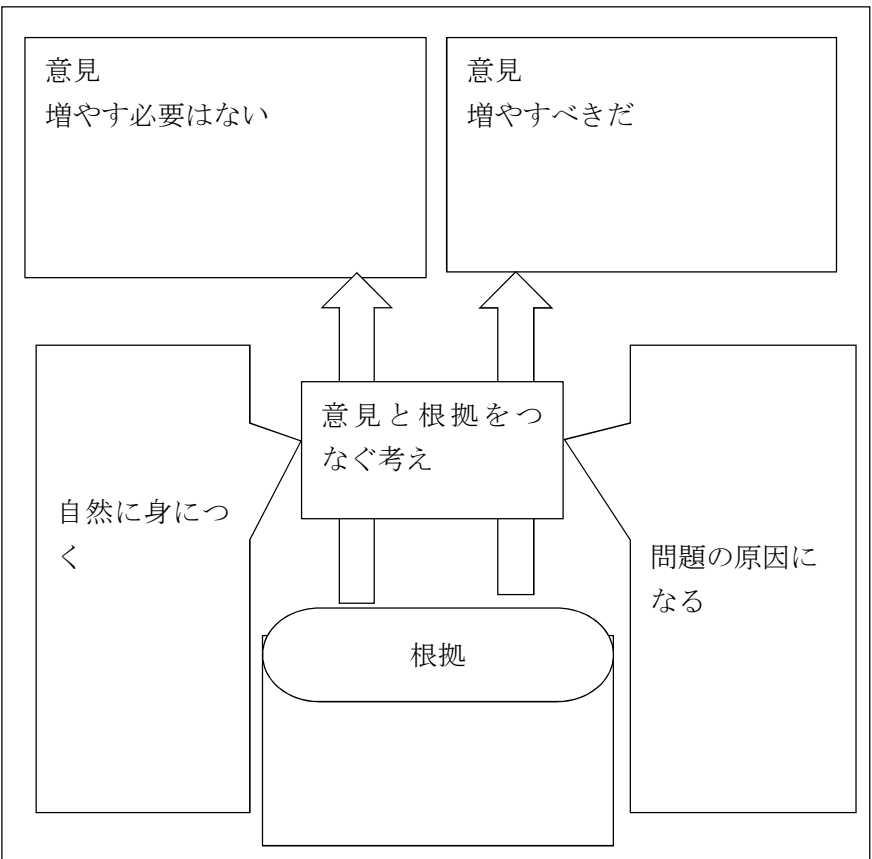 意見
増やす必要はない
意見
増やすべきだ
意見と根拠をつ
なぐ考え
自然に身につ
く
問題の原因に
なる
根拠